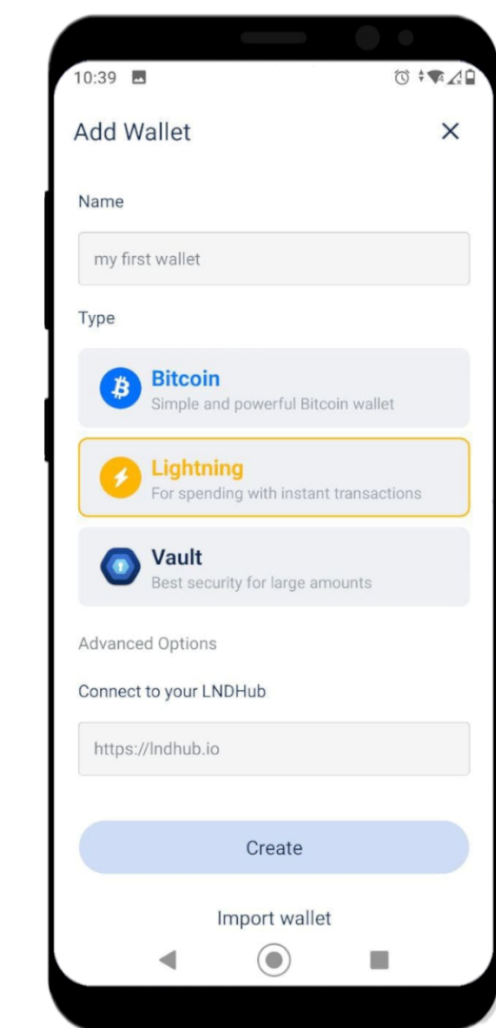 10:39
Add Wallet
Name
my first wallet
Type
Bitcoin
Simple and powerful Bitcoin wallet
Lightning
For spending with instant transactions
Vault
Best security for large amounts
Advanced Options
Connect to your LNDHub
https://lndhub.io
Create
Import wallet